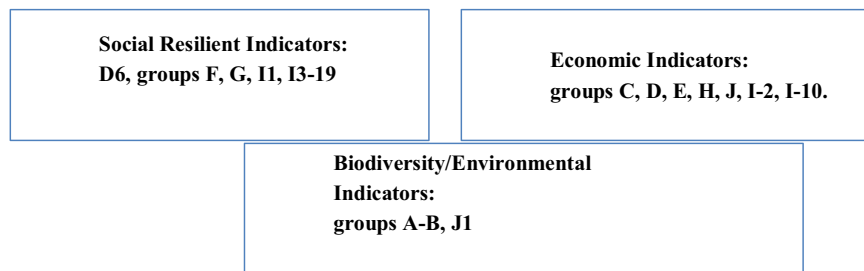 Social Resilient Indicators:
D6, groups F, G, I1, I3-19
Economic Indicators:
groups C, D, E, H, J, I-2, I-10.
Biodiversity/Environmental
Indicators:
groups A-B, J1